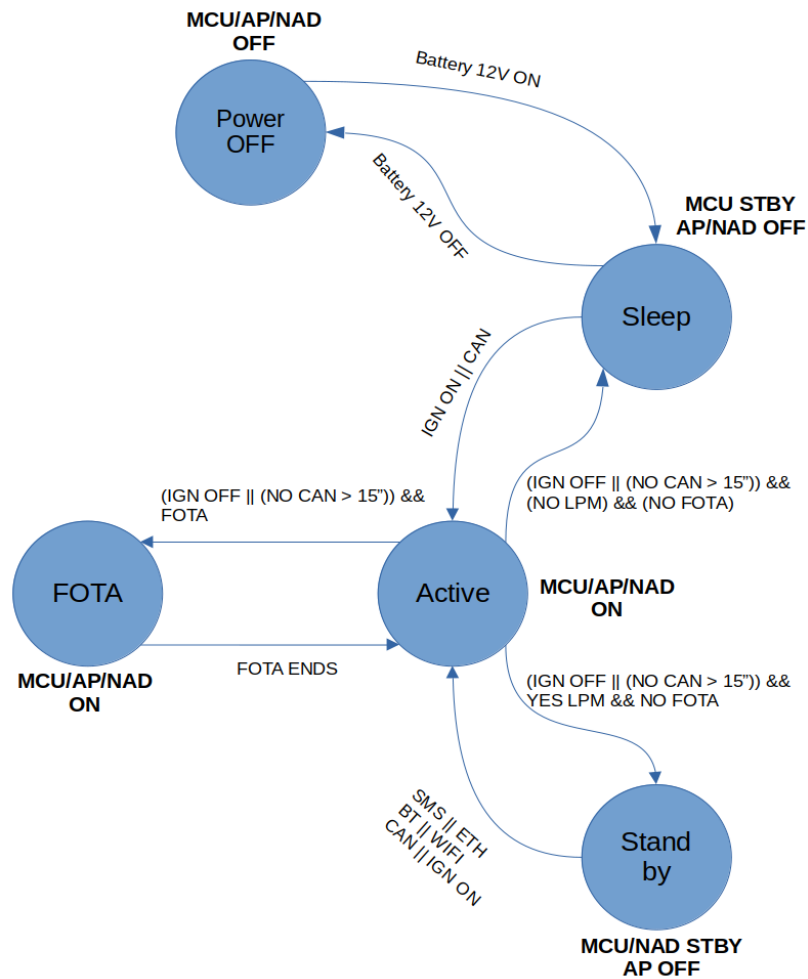 MCU/AP/NAD
OFF
Power
OFF
Battery 12V ON
Battery 12V OFF
MCU STBY
AP/NAD OFF
Sleep
IGN ON || CAN
(IGN OFF || (NO CAN > 15”)) &&
(NO LPM) && (NO FOTA)
(IGN OFF || (NO CAN > 15”)) &&
FOTA
FOTA
MCU/AP/NAD
ON
FOTA ENDS
Active
MCU/AP/NAD
ON
(IGN OFF || (NO CAN > 15”)) &&
YES LPM && NO FOTA
SMS || ETH
BT || WIFI
CAN || IGN ON
Stand
by
MCU/NAD STBY
AP OFF